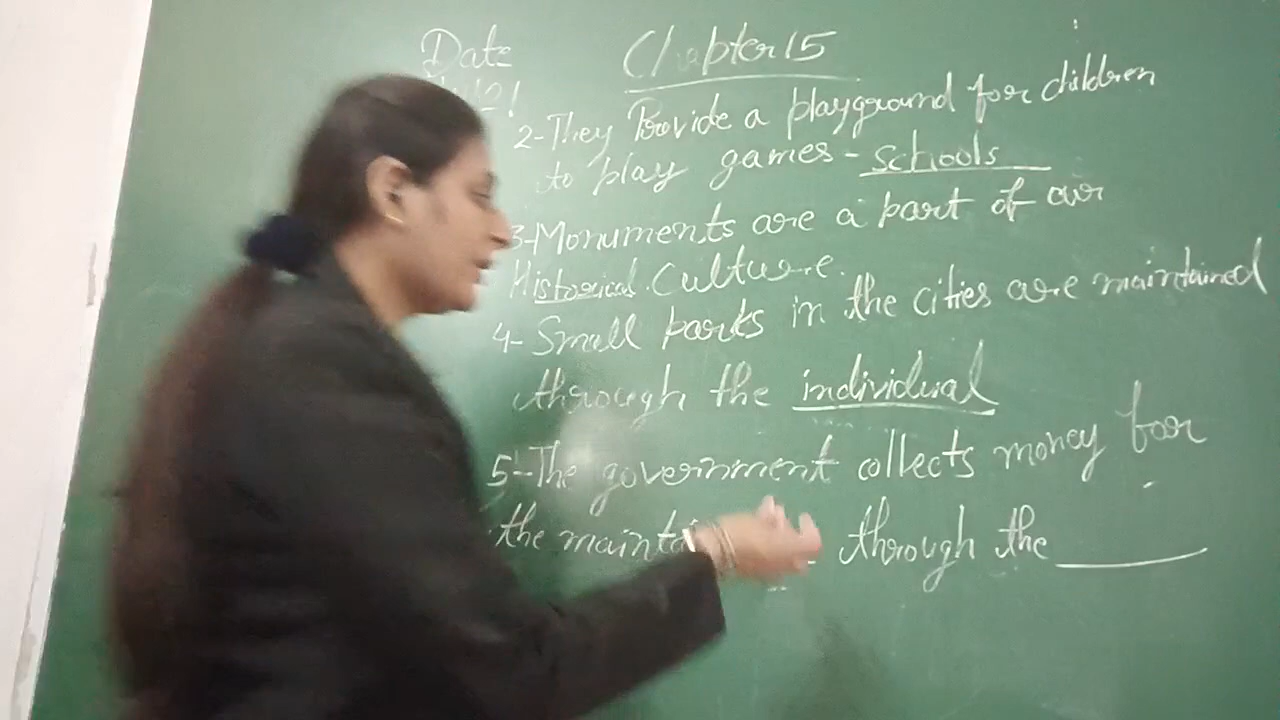 Date
Chapter 15
2-They Provide a playground for children
to play games - schools
3-Monuments are a part of our
Historical Culture.
4- Small parks in the cities are maintained
through the individual
5-The government collects money for
the through the ______